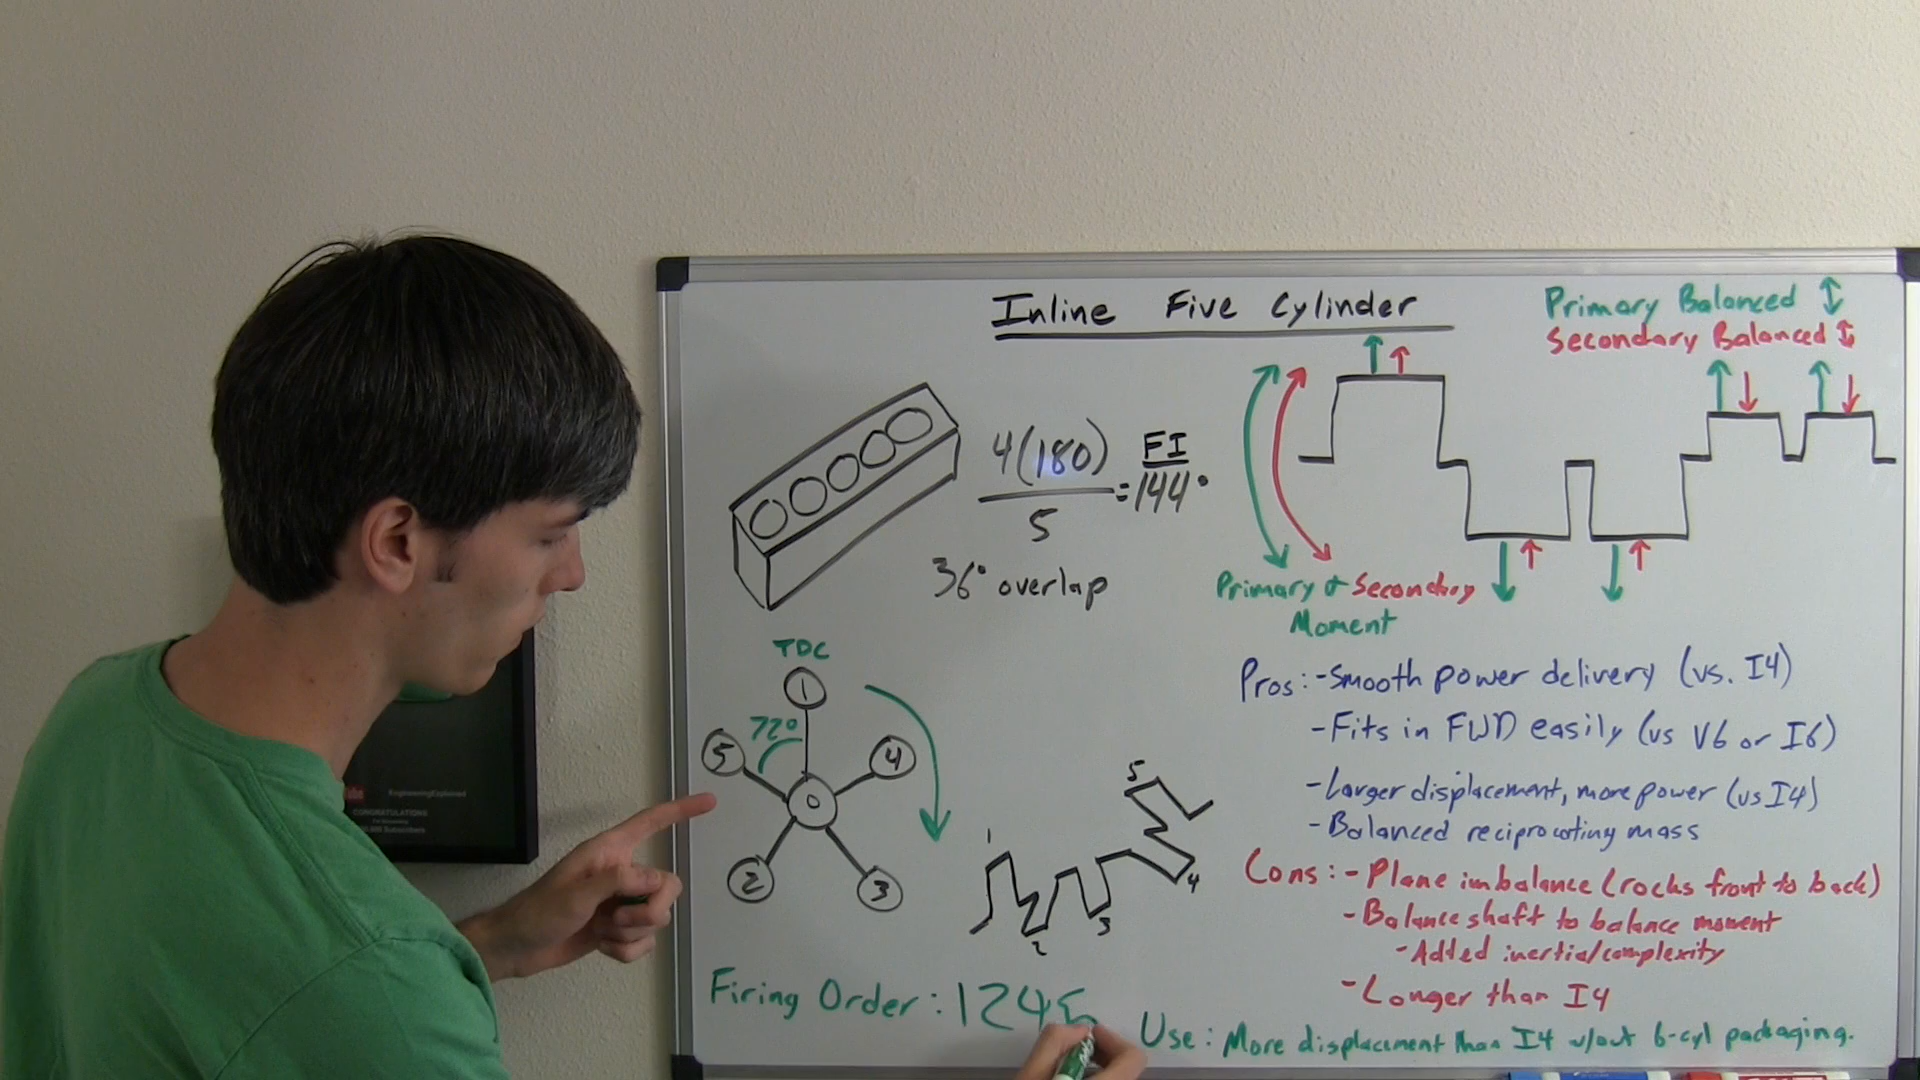 Inline Five Cylinder
Primary Balanced
Secondary Balanced
4(180)
5
=
FI
144°
36° overlap
Primary & Secondary
Moment
TDC
1
72°
5
4
0
2
3
1
2
3
4
5
Firing Order: 1245
Pros: - Smooth power delivery (vs. I4)
- Fits in FWD easily (vs V6 or I6)
- Larger displacement, more power (vs I4)
- Balanced reciprocating mass
Cons: - Plane imbalance (rocks front to back)
- Balance shaft to balance moment
- Added inertia/complexity
- Longer than I4
Use: More displacement than I4 w/out 6-cyl packaging.
EngineeringExplained
CONGRATULATIONS
Subscribers